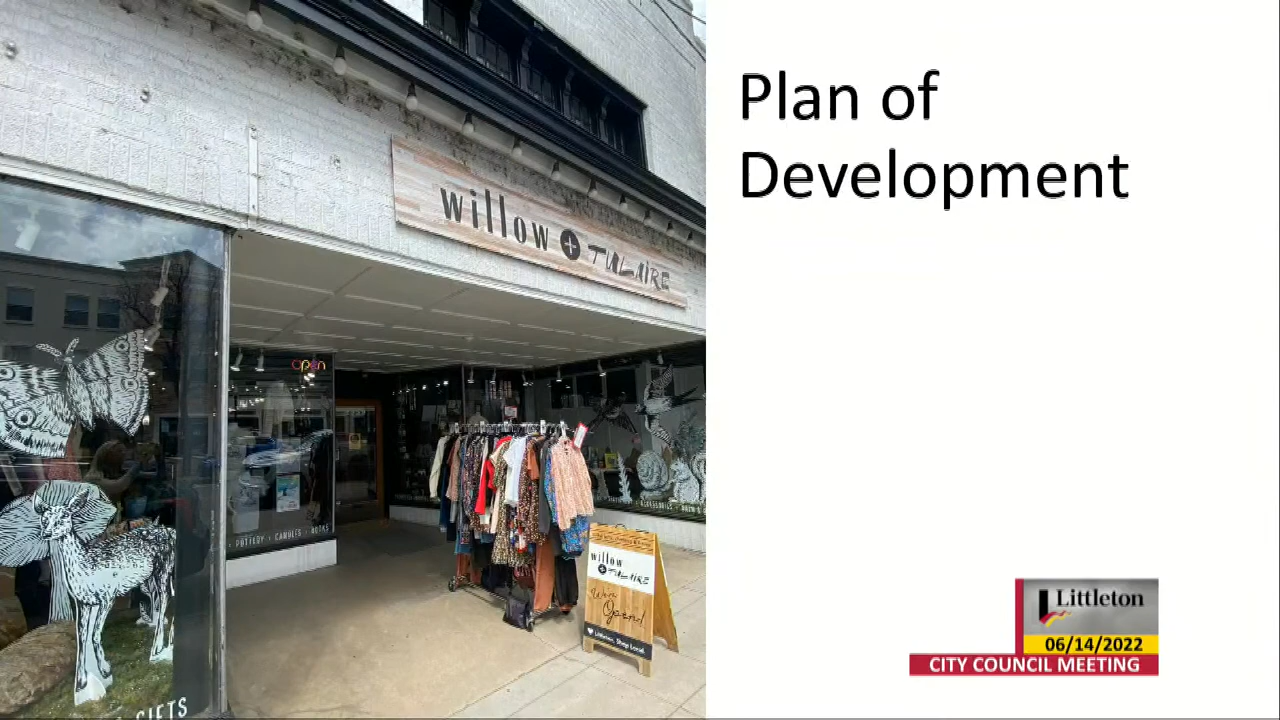 Plan of
Development
willow + TULAIRE
Open
POTTERY • CANDLES • BOOKS
willow
+ TULAIRE
We're
Open!
Littleton, Shop Local.
GIFTS
Littleton
06/14/2022
CITY COUNCIL MEETING